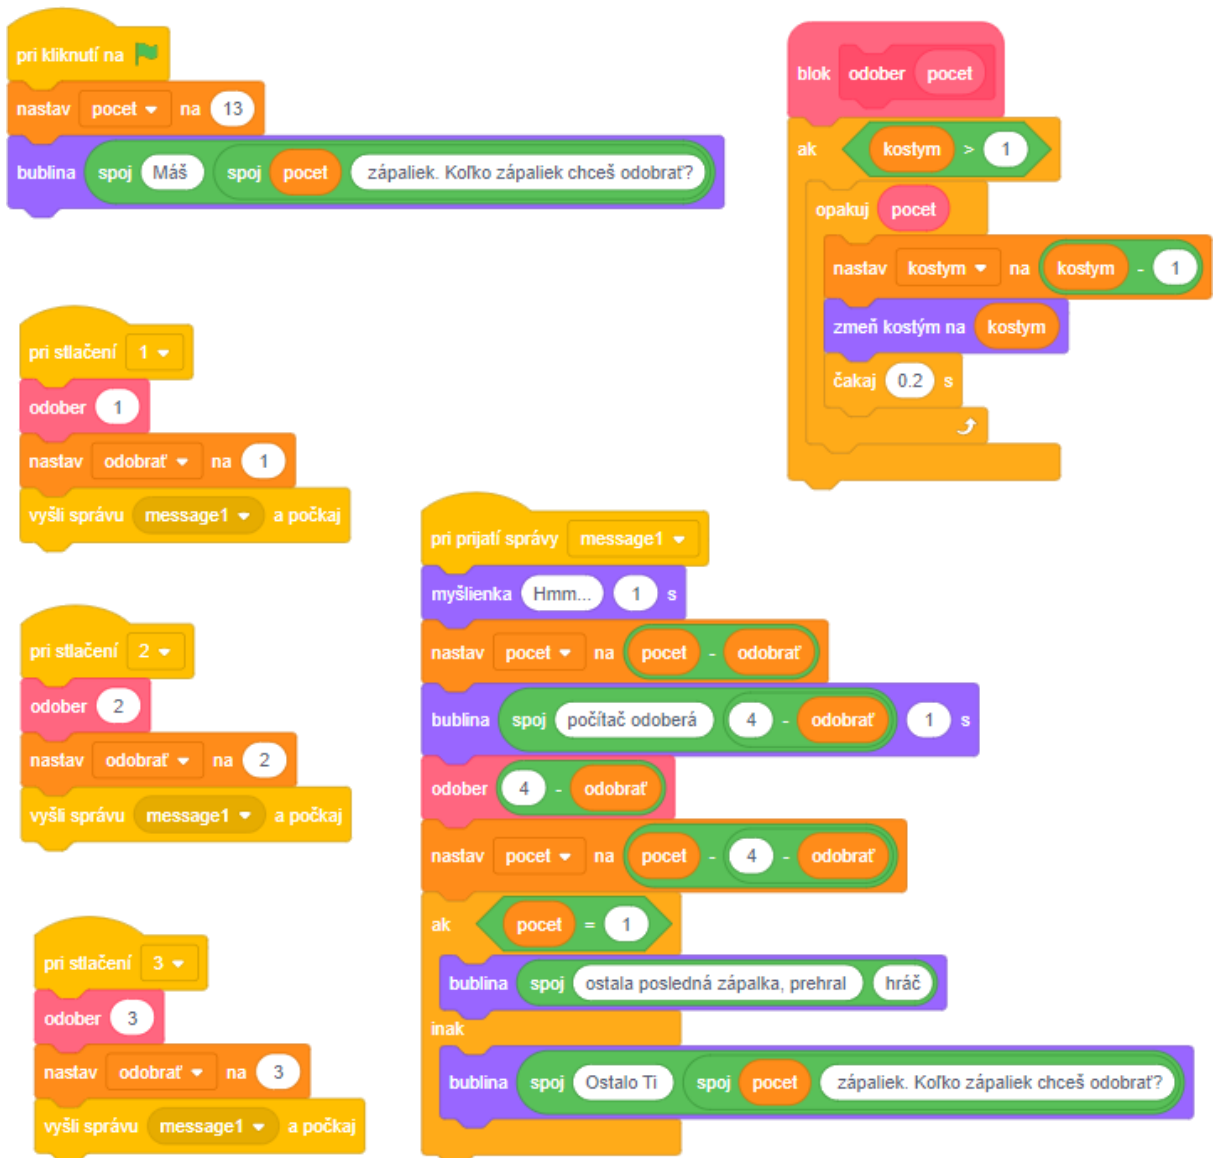 pri kliknutí na
nastav pocet na 13
bublina spoj Máš spoj pocet zápaliek. Koľko zápaliek chceš odobrať?
pri stlačení 1
odober 1
nastav odobrať na 1
vyšli správu message1 a počkaj
pri stlačení 2
odober 2
nastav odobrať na 2
vyšli správu message1 a počkaj
pri stlačení 3
odober 3
nastav odobrať na 3
vyšli správu message1 a počkaj
blok odober pocet
ak kostym > 1
opakuj pocet
nastav kostym na kostym - 1
zmeň kostým na kostym
čakaj 0.2 s
pri prijatí správy message1
myšlienka Hmm... 1 s
nastav pocet na pocet - odobrať
bublina spoj počítač odoberá 4 - odobrať 1 s
odober 4 - odobrať
nastav pocet na pocet - 4 - odobrať
ak pocet = 1
bublina spoj ostala posledná zápalka, prehral hráč
inak
bublina spoj Ostalo Ti spoj pocet zápaliek. Koľko zápaliek chceš odobrať?